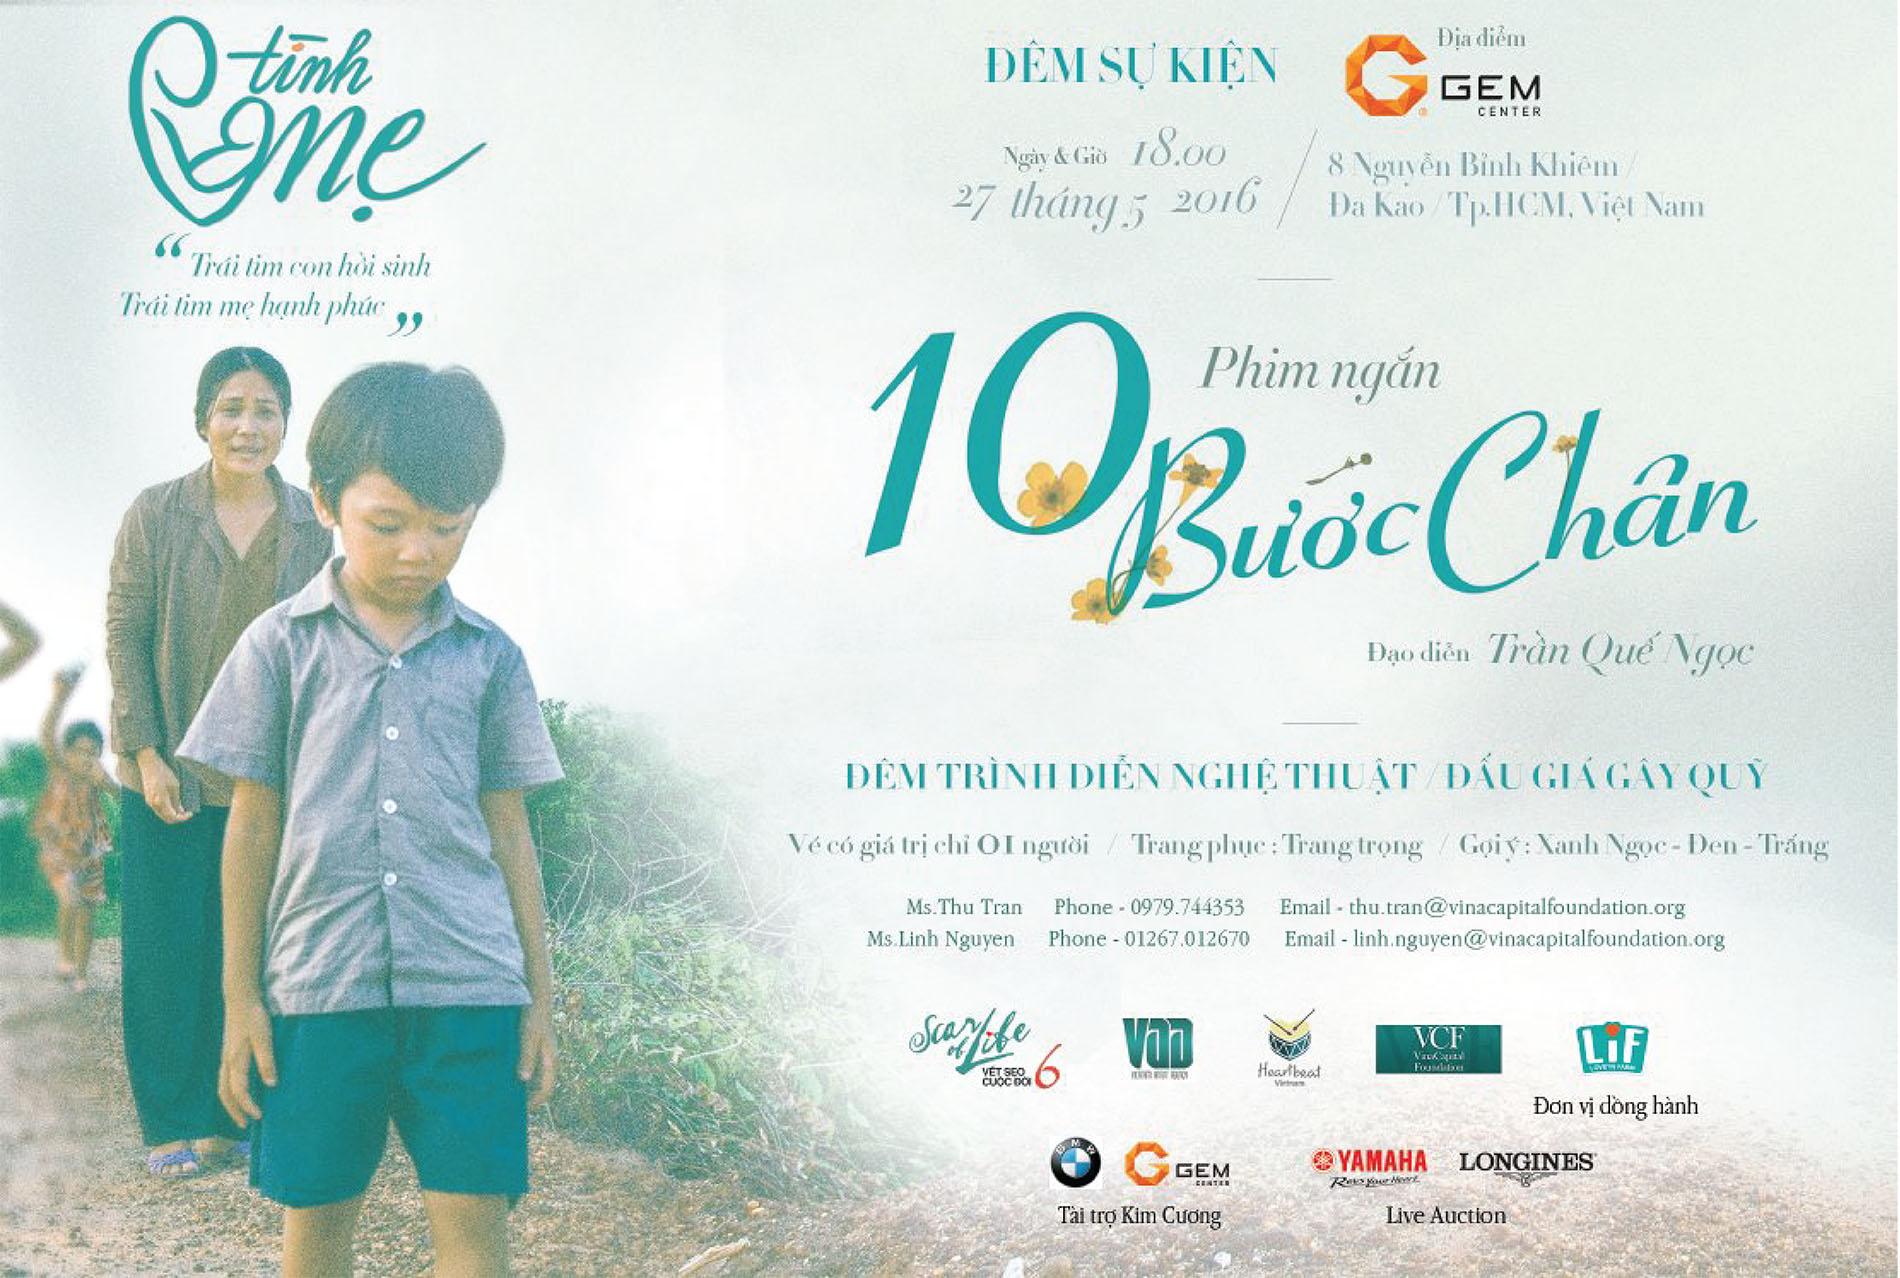 tình
mẹ
“ Trái tim con hồi sinh
Trái tim mẹ hạnh phúc ”
ĐÊM SỰ KIỆN
Ngày & Giờ 18.00
27 tháng 5 2016
Địa điểm
GEM
CENTER
8 Nguyễn Bỉnh Khiêm /
Đa Kao / Tp.HCM, Việt Nam
Phim ngắn
10 Bước Chân
Đạo diễn Trần Quế Ngọc
ĐÊM TRÌNH DIỄN NGHỆ THUẬT / ĐẤU GIÁ GÂY QUỸ
Vé có giá trị chỉ 01 người / Trang phục : Trang trọng / Gợi ý : Xanh Ngọc - Đen - Trắng
Ms.Thu Tran Phone - 0979.744353 Email - thu.tran@vinacapitalfoundation.org
Ms.Linh Nguyen Phone - 01267.012670 Email - linh.nguyen@vinacapitalfoundation.org
Scar of Life
VẾT SẸO
CUỘC ĐỜI 6
VAA
Heartbeat
Vietnam
VCF
VinaCapital
Foundation
LiF
Đơn vị đồng hành
BMW
GEM
CENTER
Tài trợ Kim Cương
YAMAHA
Revs Your Heart
LONGINES
Live Auction